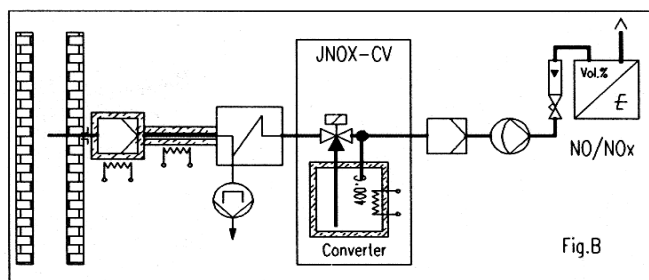 JNOX-CV
Vol.%
E
NO/NOx
400°C
Converter
Fig.B